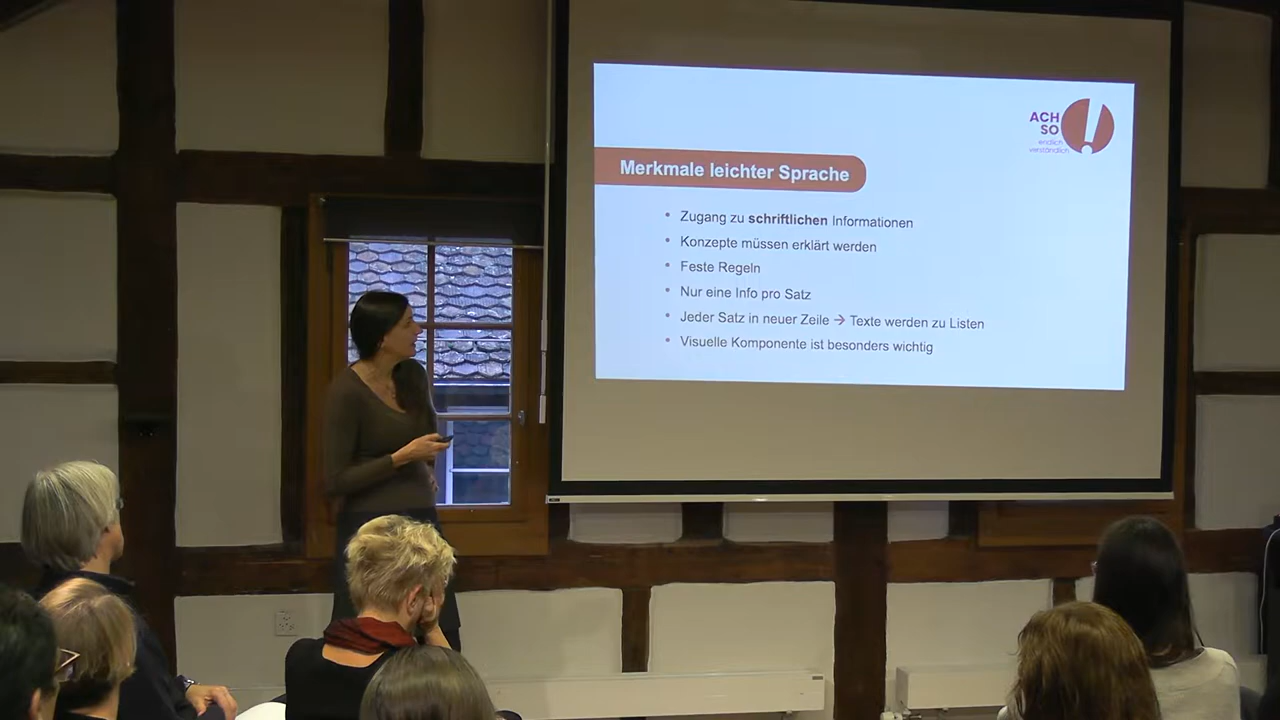 ACH
SO
endlich
verständlich
Merkmale leichter Sprache
• Zugang zu schriftlichen Informationen
• Konzepte müssen erklärt werden
• Feste Regeln
• Nur eine Info pro Satz
• Jeder Satz in neuer Zeile → Texte werden zu Listen
• Visuelle Komponente ist besonders wichtig